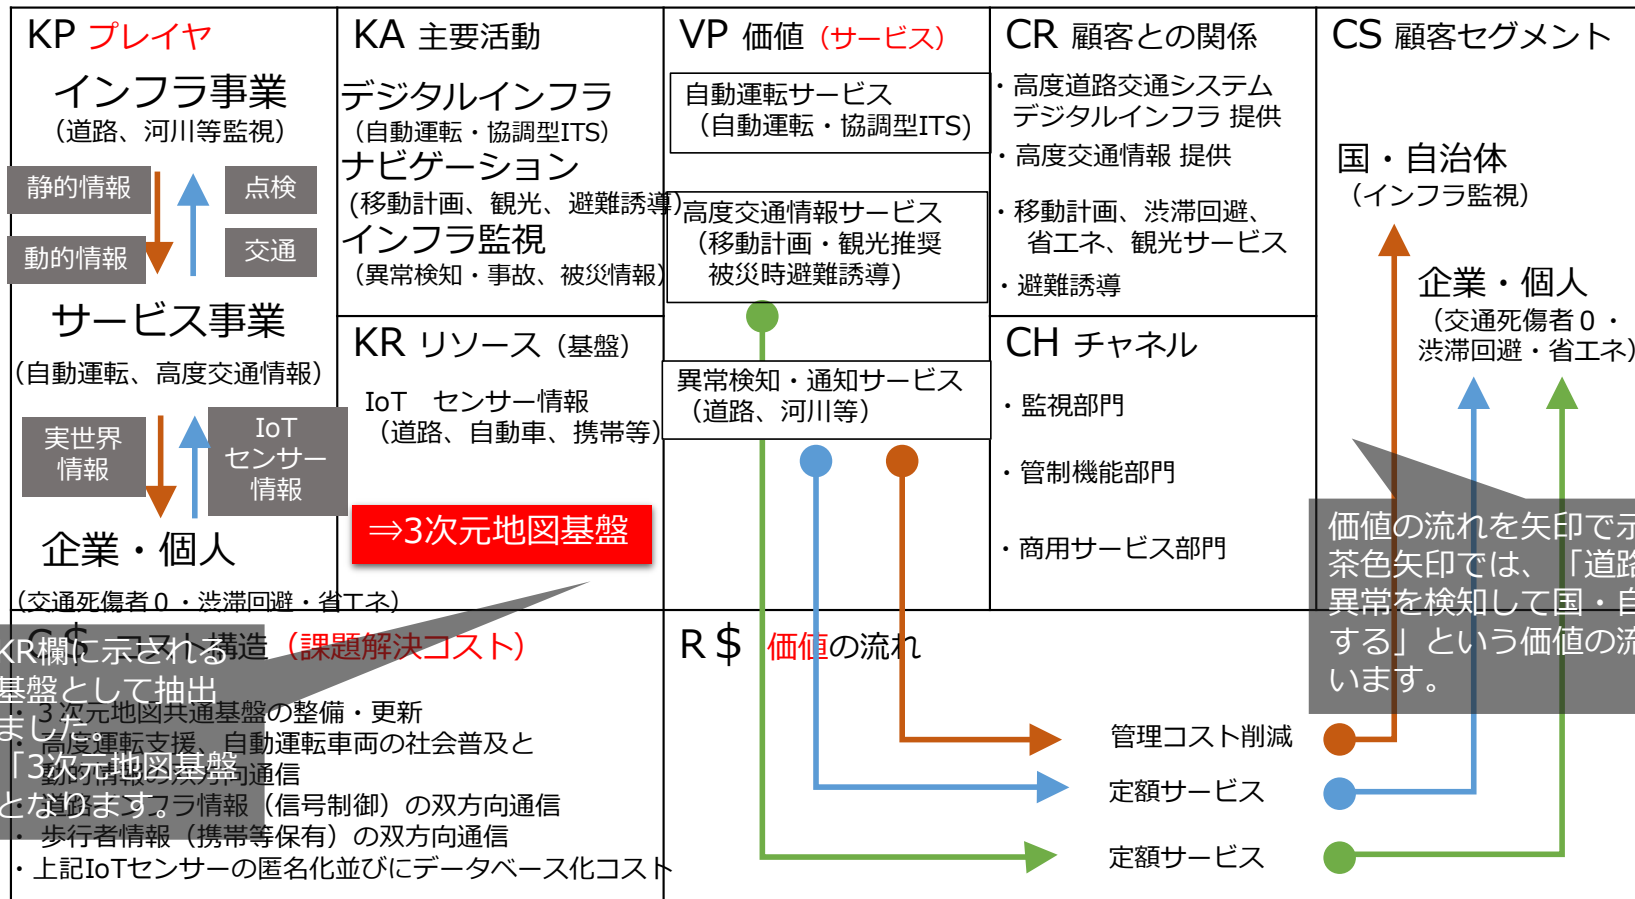 KP プレイヤ
インフラ事業
（道路、河川等監視）
静的情報
点検
動的情報
交通
サービス事業
（自動運転、高度交通情報）
実世界
情報
IoT
センサー
情報
企業・個人
（交通死傷者０・渋滞回避・省エネ）
KA 主要活動
デジタルインフラ
（自動運転・協調型ITS）
ナビゲーション
(移動計画、観光、避難誘導)
インフラ監視
（異常検知・事故、被災情報）
KR リソース（基盤）
IoT　センサー情報
（道路、自動車、携帯等）
⇒3次元地図基盤
VP 価値（サービス）
自動運転サービス
（自動運転・協調型ITS)
高度交通情報サービス
（移動計画・観光推奨
被災時避難誘導)
異常検知・通知サービス
（道路、河川等）
CR 顧客との関係
・高度道路交通システム
デジタルインフラ 提供
・高度交通情報 提供
・移動計画、渋滞回避、
省エネ、観光サービス
・避難誘導
CH チャネル
・監視部門
・管制機能部門
・商用サービス部門
CS 顧客セグメント
国・自治体
（インフラ監視）
企業・個人
（交通死傷者０・
渋滞回避・省エネ）
価値の流れを矢印で示
茶色矢印では、「道路
異常を検知して国・自
する」という価値の流
います。
C＄ コスト構造（課題解決コスト）
・３次元地図共通基盤の整備・更新
・高度運転支援、自動運転車両の社会普及と
動的情報の双方向通信
・道路インフラ情報（信号制御）の双方向通信
・歩行者情報（携帯等保有）の双方向通信
・上記IoTセンサーの匿名化並びにデータベース化コスト
KR欄に示される
基盤として抽出
ました。
「3次元地図基盤
となります。
R＄ 価値の流れ
管理コスト削減
定額サービス
定額サービス